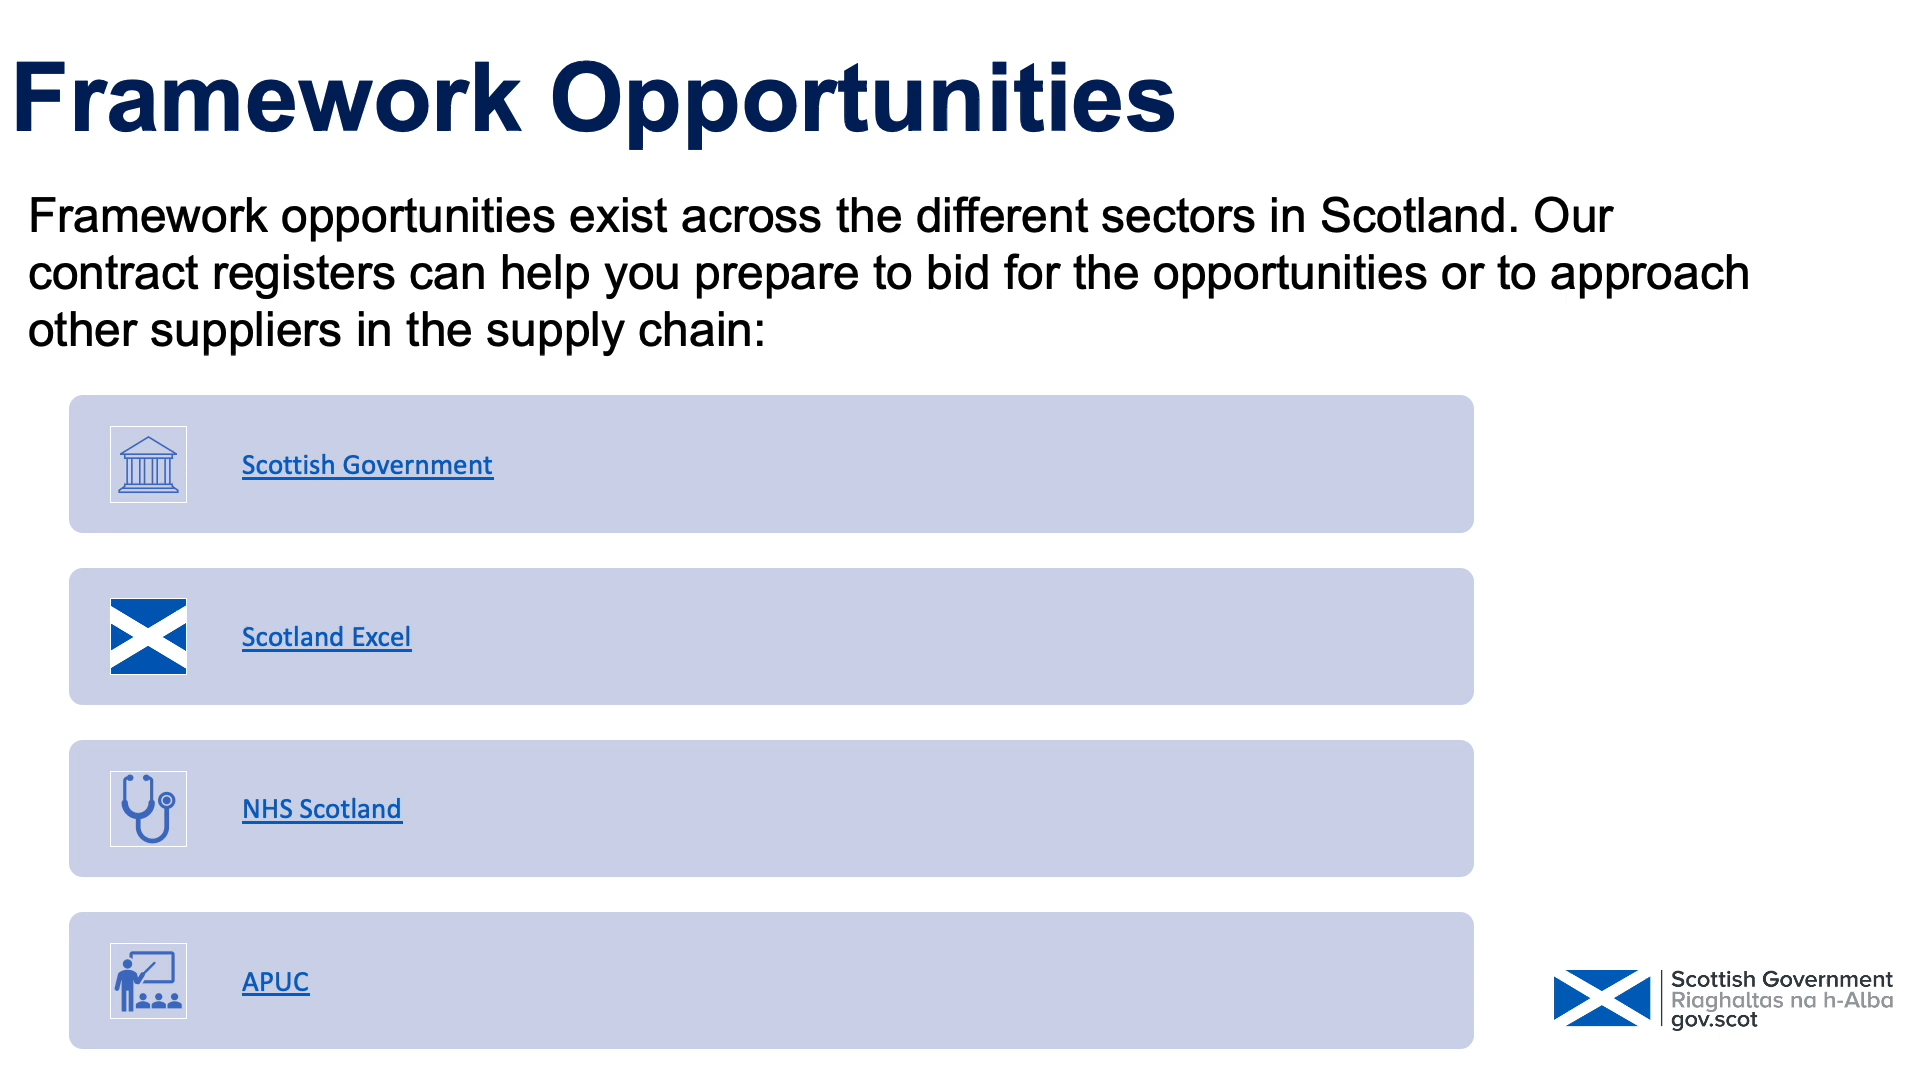 Framework Opportunities
Framework opportunities exist across the different sectors in Scotland. Our
contract registers can help you prepare to bid for the opportunities or to approach
other suppliers in the supply chain:
Scottish Government
Scotland Excel
NHS Scotland
APUC
Scottish Government
Riaghaltas na h-Alba
gov.scot